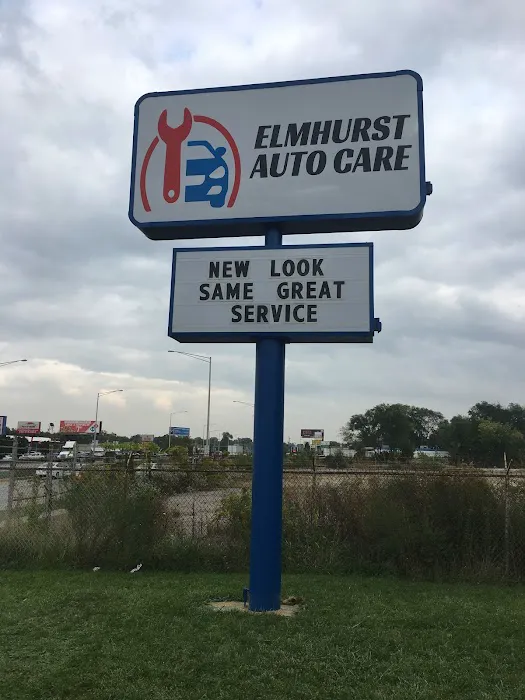 ELMHURST
AUTO CARE
NEW LOOK
SAME GREAT
SERVICE